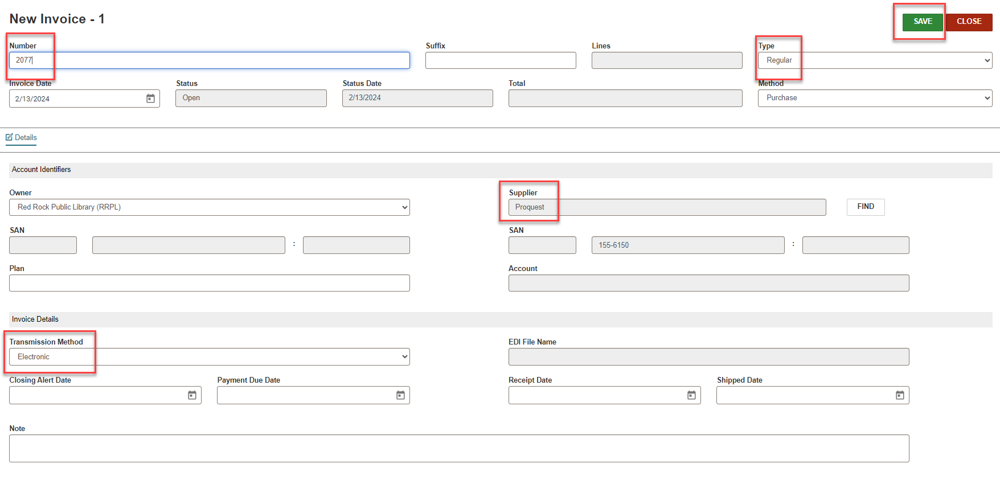 New Invoice - 1
SAVE
CLOSE
Number
Suffix
Lines
Type
2077
Regular
Invoice Date
Status
Status Date
Total
Method
2/13/2024
Open
2/13/2024
Purchase
Details
Account Identifiers
Owner
Supplier
Red Rock Public Library (RRPL)
Proquest
FIND
SAN
SAN
:
155-6150
:
Plan
Account
Invoice Details
Transmission Method
EDI File Name
Electronic
Closing Alert Date
Payment Due Date
Receipt Date
Shipped Date
Note